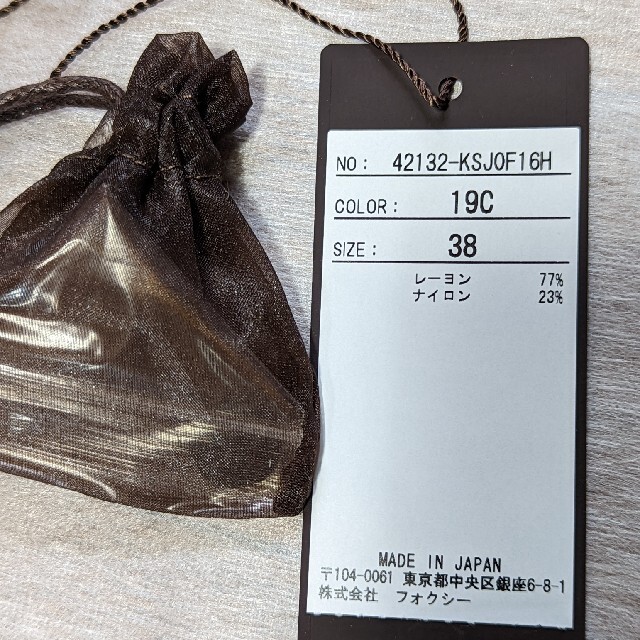 NO: 42132-KSJ0F16H
COLOR: 19C
SIZE: 38
レーヨン 77%
ナイロン 23%
MADE IN JAPAN
〒104-0061 東京都中央区銀座6-8-1
株式会社 フォクシー